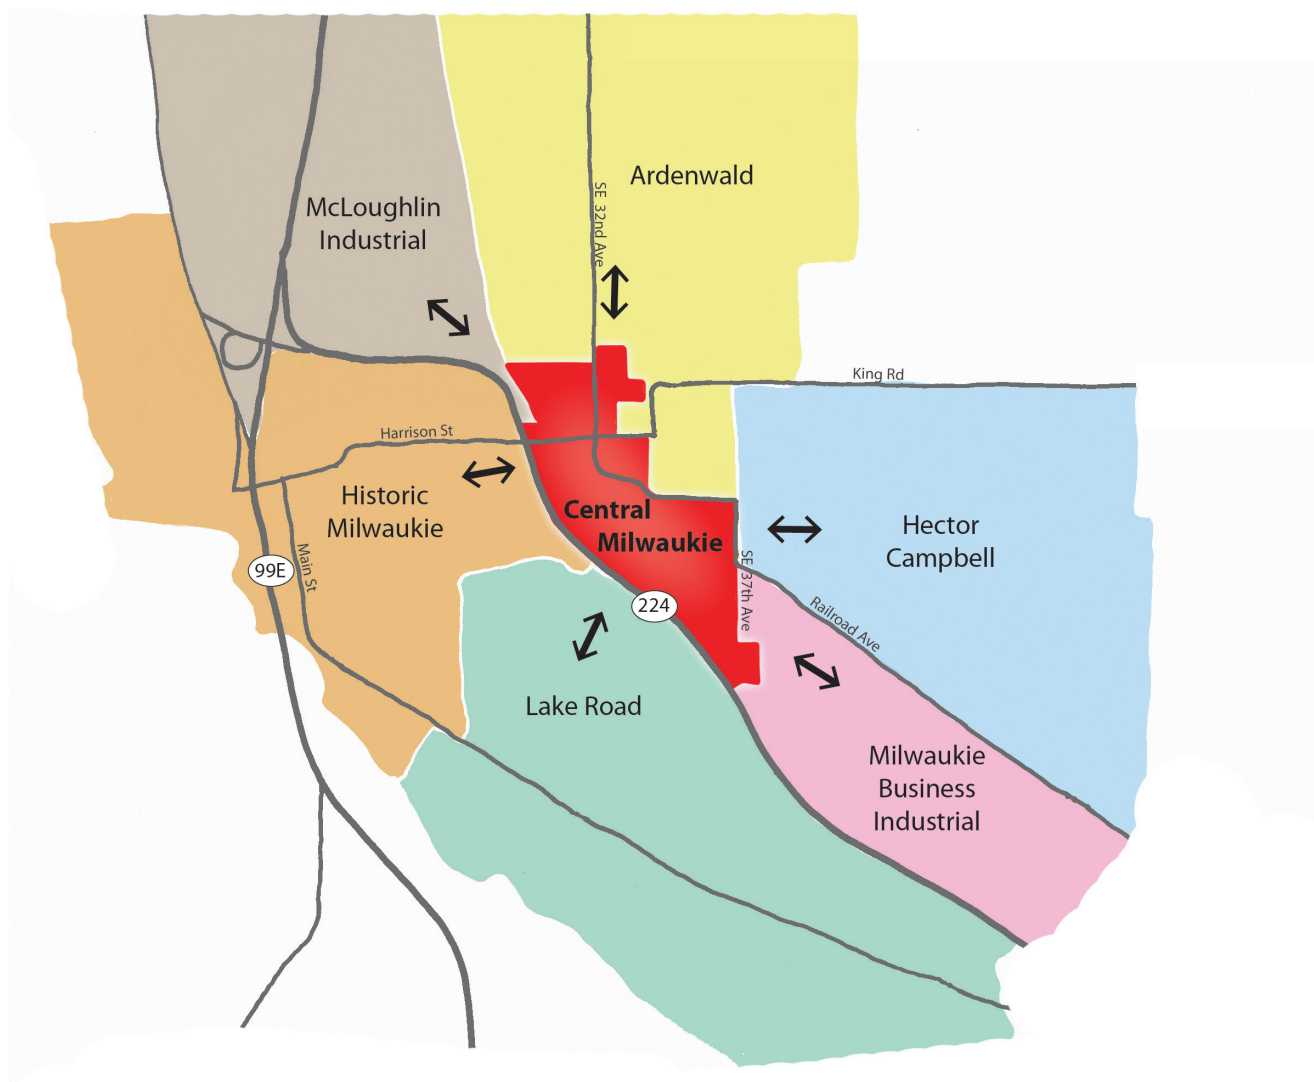 Ardenwald
SE 32nd Ave
McLoughlin
Industrial
King Rd
Harrison St
Historic
Milwaukie
Central
Milwaukie
Hector
Campbell
99E
Main St
SE 37th Ave
224
Railroad Ave
Lake Road
Milwaukie
Business
Industrial